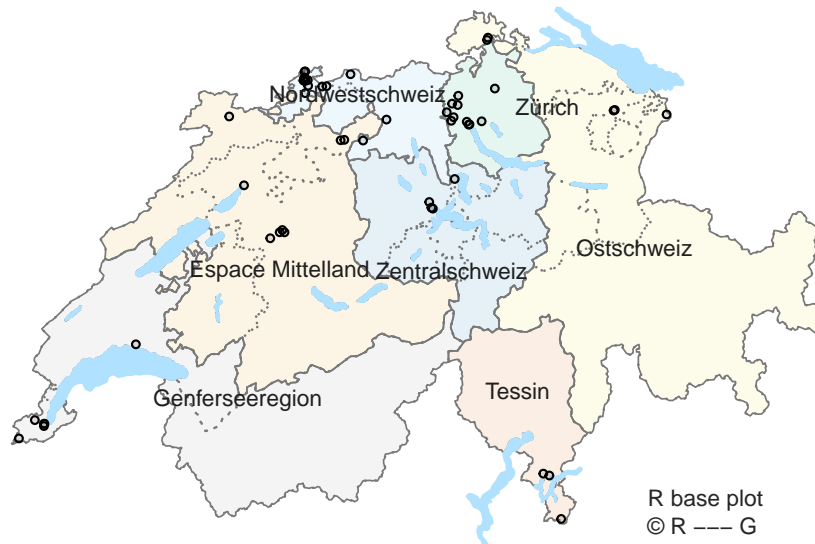 Nordwestschweiz
Zürich
Ostschweiz
Espace Mittelland
Zentralschweiz
Tessin
Genferseeregion
R base plot
© R −−− G